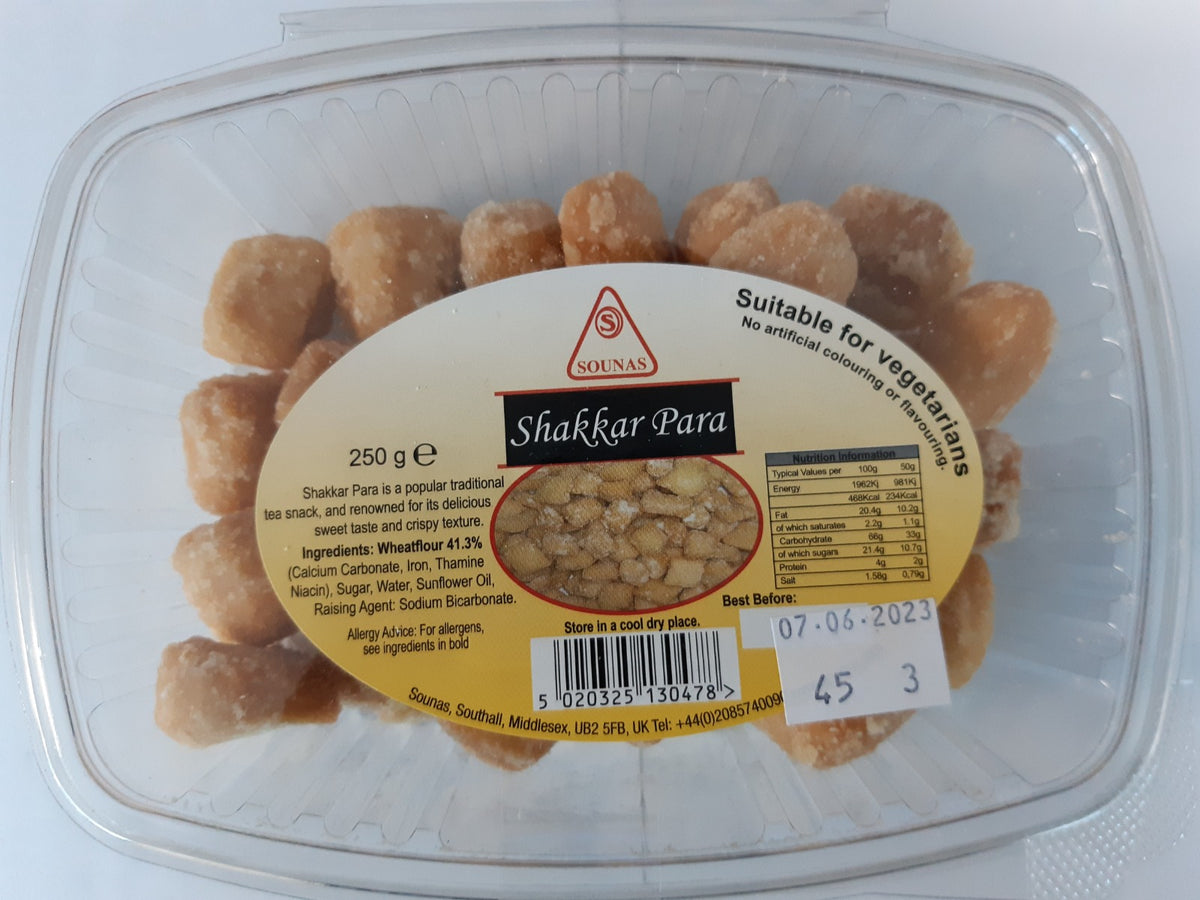 S
SOUNAS
Shakkar Para
Suitable for vegetarians
No artificial colouring or flavouring.
250 g e
Shakkar Para is a popular traditional
tea snack, and renowned for its delicious
sweet taste and crispy texture.
Ingredients: Wheatflour 41.3%
(Calcium Carbonate, Iron, Thamine
Niacin), Sugar, Water, Sunflower Oil,
Raising Agent: Sodium Bicarbonate.
Allergy Advice: For allergens,
see ingredients in bold
Nutrition Information
Typical Values per 100g 50g
Energy 1962Kj 981Kj
468Kcal 234Kcal
Fat 20.4g 10.2g
of which saturates 2.2g 1.1g
Carbohydrate 66g 33g
of which sugars 21.4g 10.7g
Protein 4g 2g
Salt 1.58g 0,79g
Best Before:
07·06·2023
45 3
Store in a cool dry place.
5 020325 130478 >
Sounas, Southall, Middlesex, UB2 5FB, UK Tel: +44(0)208574009